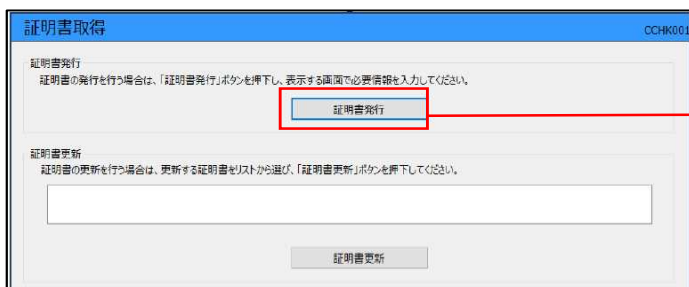 証明書取得
CCHK001
証明書発行
証明書の発行を行う場合は、「証明書発行」ボタンを押下し、表示する画面で必要情報を入力してください。
証明書発行
証明書更新
証明書の更新を行う場合は、更新する証明書をリストから選び、「証明書更新」ボタンを押下してください。
証明書更新